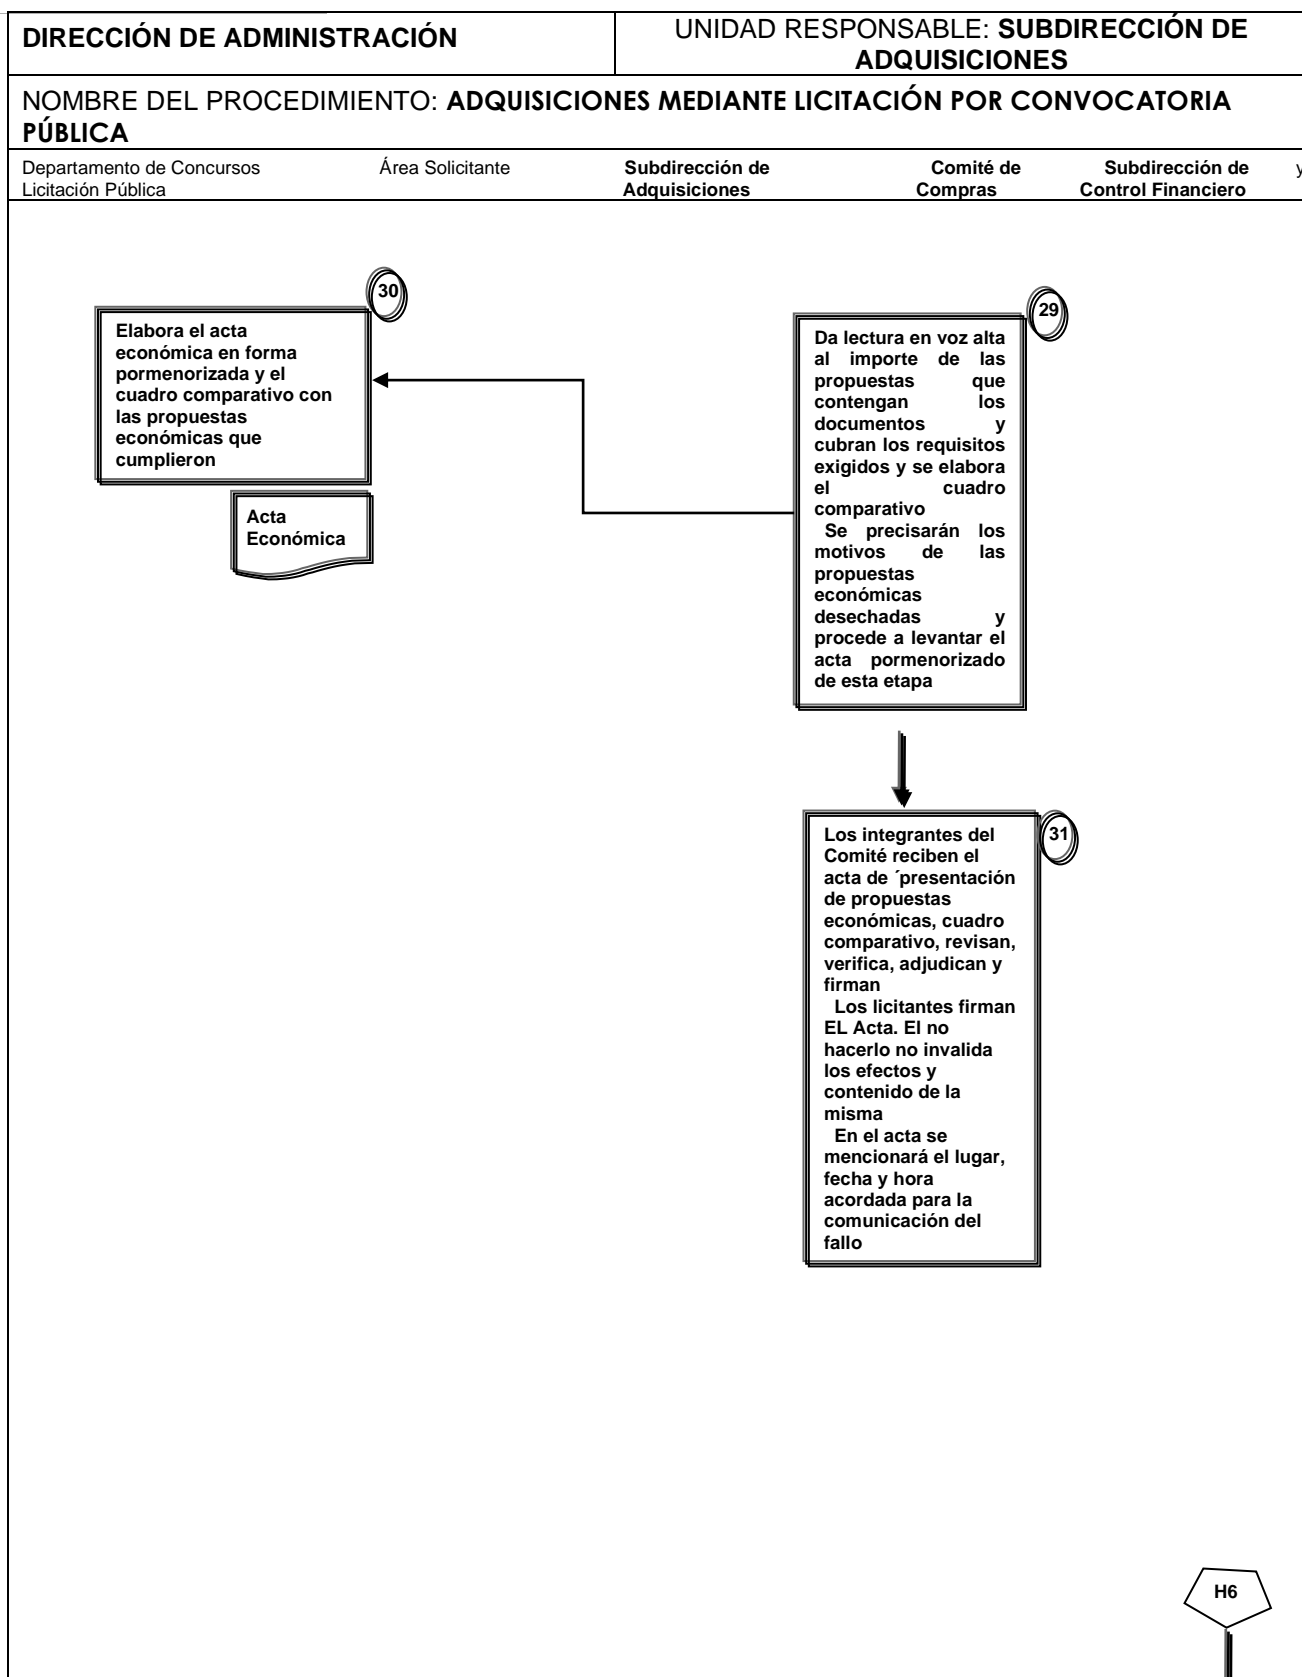 DIRECCIÓN DE ADMINISTRACIÓN
UNIDAD RESPONSABLE: SUBDIRECCIÓN DE
ADQUISICIONES
NOMBRE DEL PROCEDIMIENTO: ADQUISICIONES MEDIANTE LICITACIÓN POR CONVOCATORIA
PÚBLICA
Departamento de Concursos Área Solicitante Subdirección de Comité de Subdirección de y
Licitación Pública Adquisiciones Compras Control Financiero
30
Elabora el acta
económica en forma
pormenorizada y el
cuadro comparativo con
las propuestas
económicas que
cumplieron
Acta
Económica
29
Da lectura en voz alta
al importe de las
propuestas que
contengan los
documentos y
cubran los requisitos
exigidos y se elabora
el cuadro
comparativo
Se precisarán los
motivos de las
propuestas
económicas
desechadas y
procede a levantar el
acta pormenorizado
de esta etapa
31
Los integrantes del
Comité reciben el
acta de ´presentación
de propuestas
económicas, cuadro
comparativo, revisan,
verifica, adjudican y
firman
Los licitantes firman
EL Acta. El no
hacerlo no invalida
los efectos y
contenido de la
misma
En el acta se
mencionará el lugar,
fecha y hora
acordada para la
comunicación del
fallo
H6